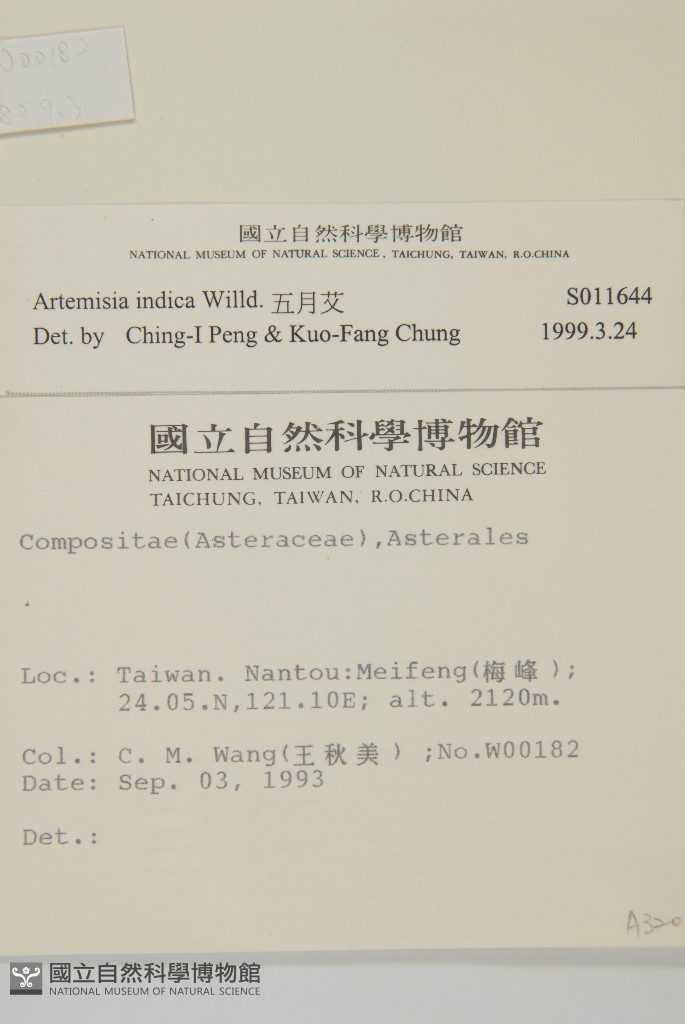 國立自然科學博物館
NATIONAL MUSEUM OF NATURAL SCIENCE, TAICHUNG, TAIWAN, R.O.CHINA
Artemisia indica Willd. 五月艾 S011644
Det. by Ching-I Peng & Kuo-Fang Chung 1999.3.24
國立自然科學博物館
NATIONAL MUSEUM OF NATURAL SCIENCE
TAICHUNG, TAIWAN, R.O.CHINA
Compositae(Asteraceae),Asterales
Loc.: Taiwan. Nantou:Meifeng(梅峰);
24.05.N,121.10E; alt. 2120m.
Col.: C. M. Wang(王秋美) ;No.W00182
Date: Sep. 03, 1993
Det.:
A320
國立自然科學博物館
NATIONAL MUSEUM OF NATURAL SCIENCE